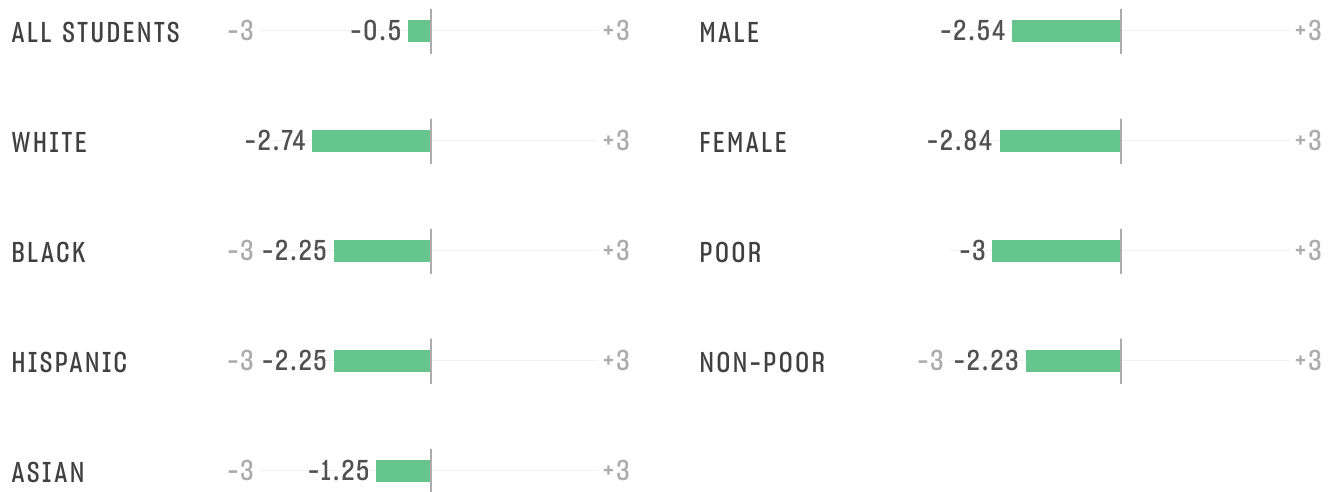 ALL STUDENTS -3 -0.5 +3
MALE -2.54 +3
WHITE -2.74 +3
FEMALE -2.84 +3
BLACK -3 -2.25 +3
POOR -3 +3
HISPANIC -3 -2.25 +3
NON-POOR -3 -2.23 +3
ASIAN -3 -1.25 +3